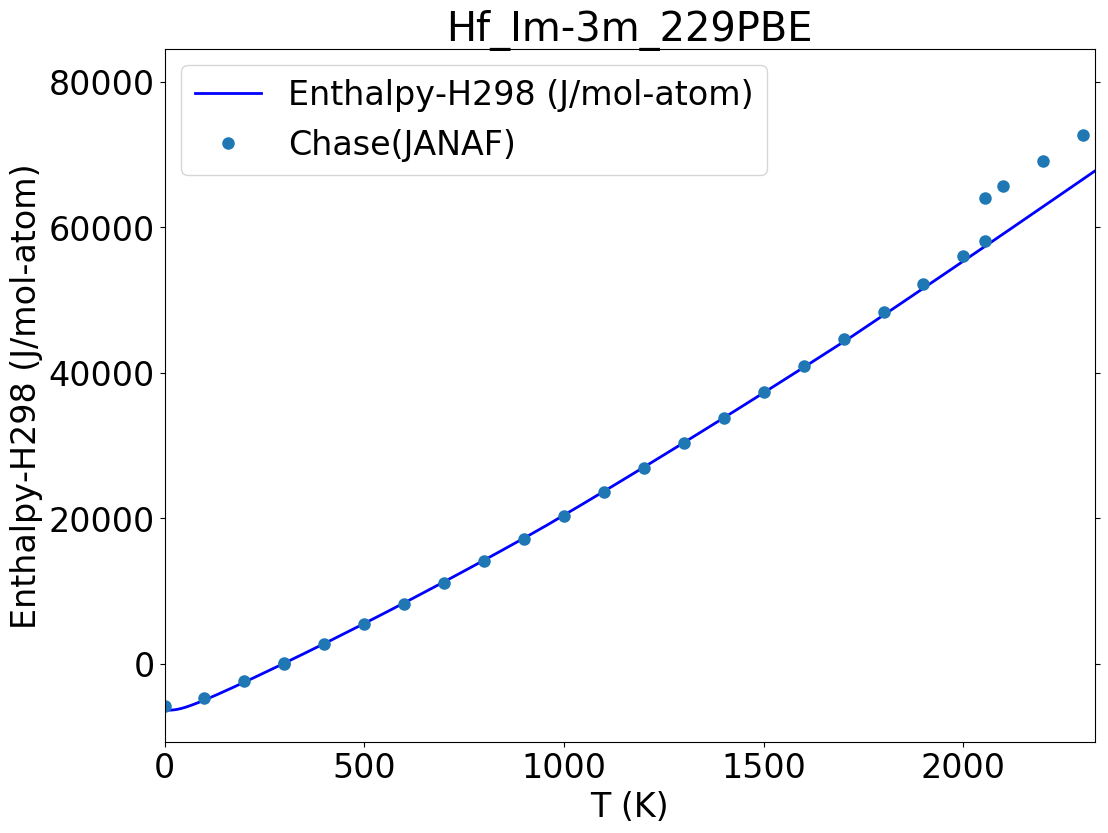 Hf_Im-3m_229PBE
Enthalpy-H298 (J/mol-atom)
Chase(JANAF)
Enthalpy-H298 (J/mol-atom)
80000
60000
40000
20000
0
0 500 1000 1500 2000
T (K)